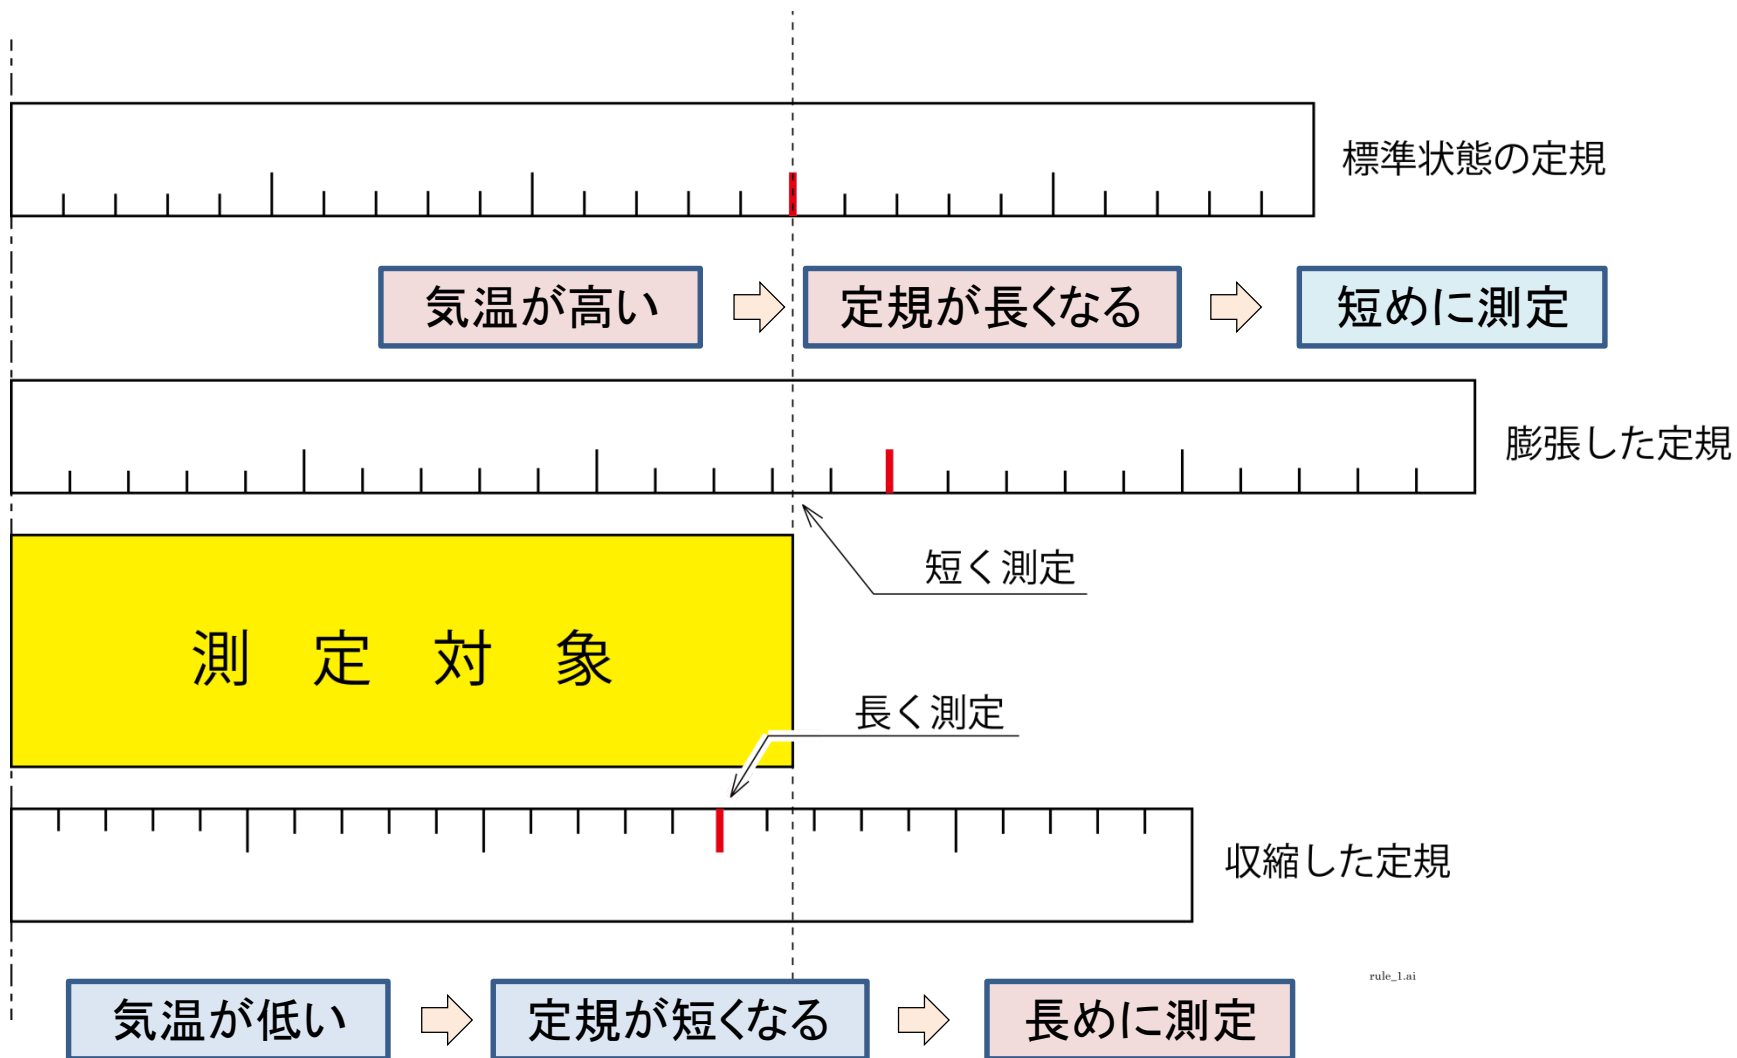 標準状態の定規
気温が高い
定規が長くなる
短めに測定
膨張した定規
短く測定
測 定 対 象
長く測定
収縮した定規
rule_1.ai
気温が低い
定規が短くなる
長めに測定